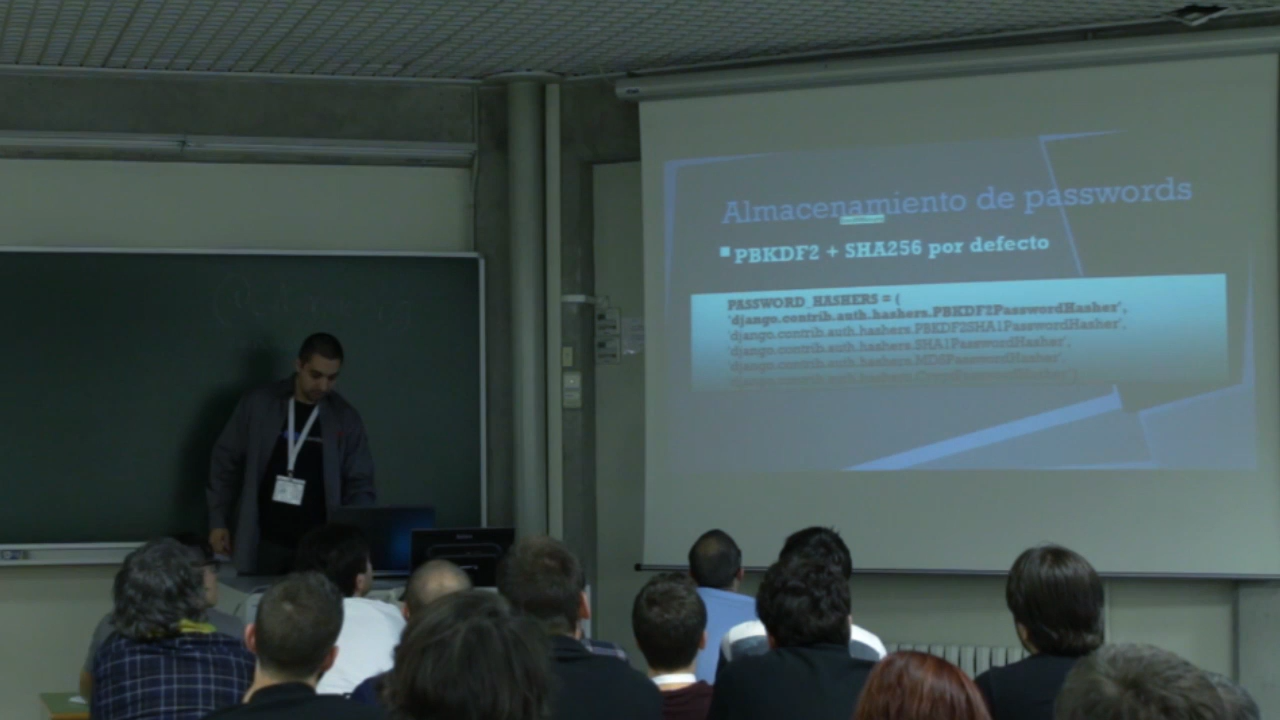 Almacenamiento de passwords
PBKDF2 + SHA256 por defecto
PASSWORD_HASHERS = (
'django.contrib.auth.hashers.PBKDF2PasswordHasher',
'django.contrib.auth.hashers.PBKDF2SHA1PasswordHasher',
'django.contrib.auth.hashers.SHA1PasswordHasher',
'django.contrib.auth.hashers.MD5PasswordHasher',